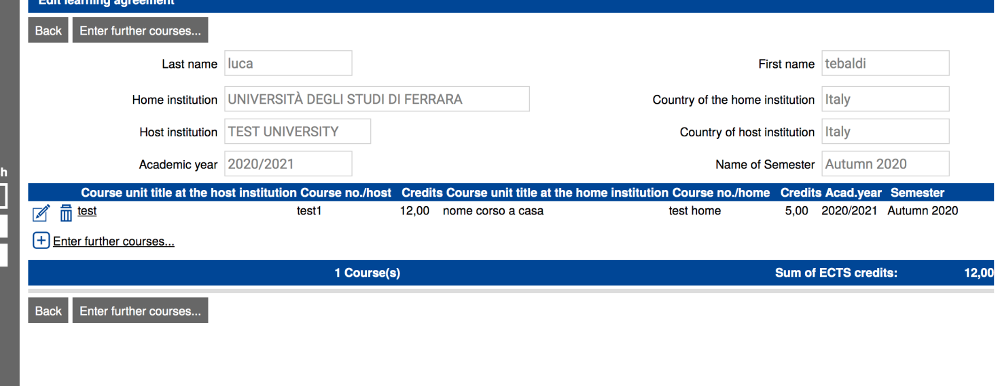 Edit learning agreement
Back Enter further courses...
Last name luca First name tebaldi
Home institution UNIVERSITÀ DEGLI STUDI DI FERRARA Country of the home institution Italy
Host institution TEST UNIVERSITY Country of host institution Italy
Academic year 2020/2021 Name of Semester Autumn 2020
h
Course unit title at the host institution Course no./host Credits Course unit title at the home institution Course no./home Credits Acad.year Semester
test test1 12,00 nome corso a casa test home 5,00 2020/2021 Autumn 2020
Enter further courses...
1 Course(s) Sum of ECTS credits: 12,00
Back Enter further courses...